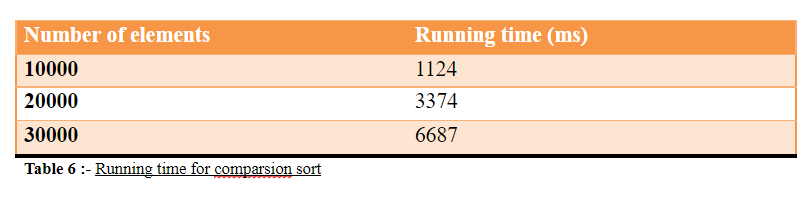 Number of elements Running time (ms)
10000 1124
20000 3374
30000 6687
Table 6 :- Running time for comparsion sort